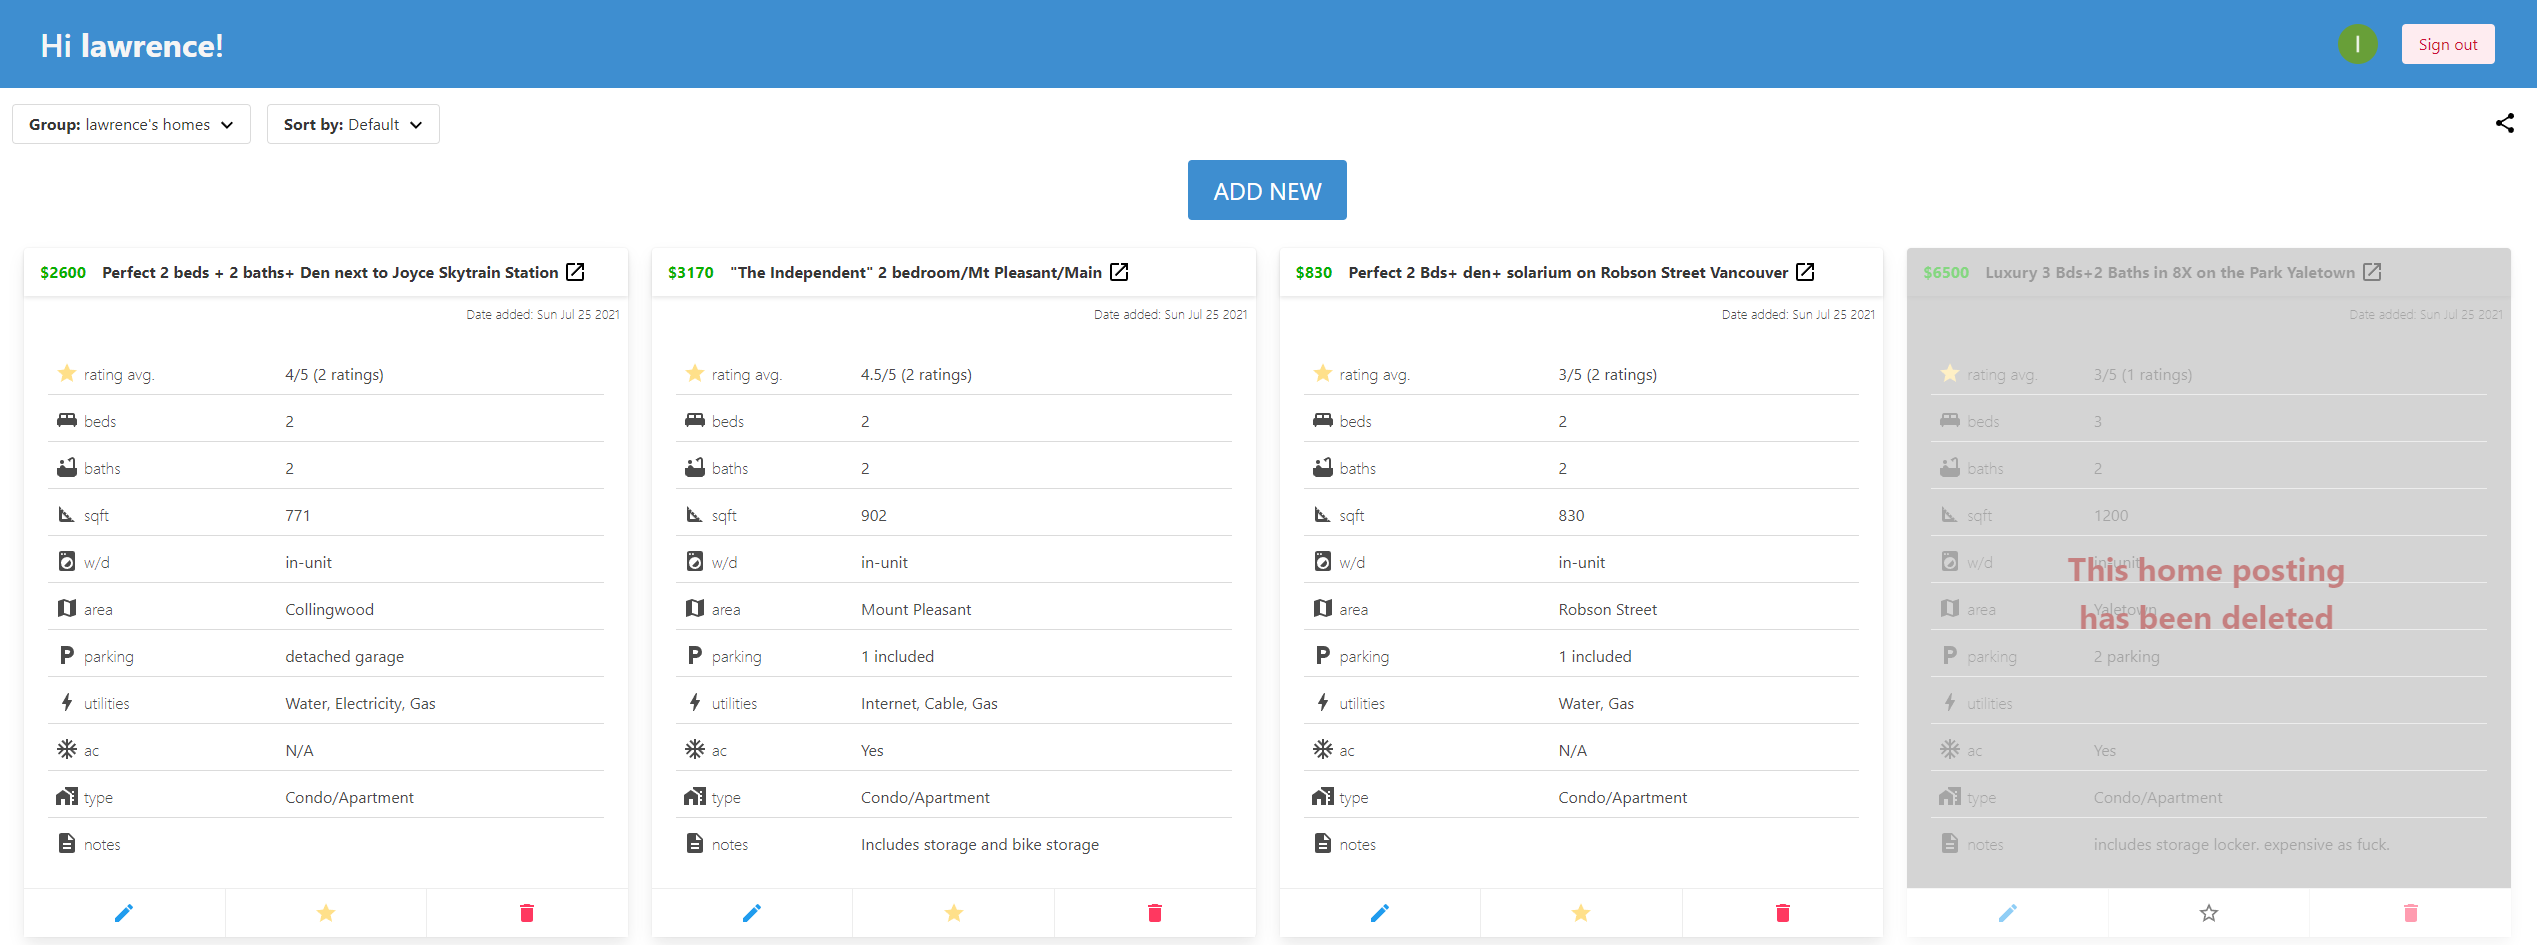 Hi lawrence!
l
Sign out
Group: lawrence's homes
Sort by: Default
ADD NEW
$2600 Perfect 2 beds + 2 baths+ Den next to Joyce Skytrain Station
Date added: Sun Jul 25 2021
rating avg. 4/5 (2 ratings)
beds 2
baths 2
sqft 771
w/d in-unit
area Collingwood
parking detached garage
utilities Water, Electricity, Gas
ac N/A
type Condo/Apartment
notes
$3170 "The Independent" 2 bedroom/Mt Pleasant/Main
Date added: Sun Jul 25 2021
rating avg. 4.5/5 (2 ratings)
beds 2
baths 2
sqft 902
w/d in-unit
area Mount Pleasant
parking 1 included
utilities Internet, Cable, Gas
ac Yes
type Condo/Apartment
notes Includes storage and bike storage
$830 Perfect 2 Bds+ den+ solarium on Robson Street Vancouver
Date added: Sun Jul 25 2021
rating avg. 3/5 (2 ratings)
beds 2
baths 2
sqft 830
w/d in-unit
area Robson Street
parking 1 included
utilities Water, Gas
ac N/A
type Condo/Apartment
notes
$6500 Luxury 3 Bds+2 Baths in 8X on the Park Yaletown
Date added: Sun Jul 25 2021
rating avg. 3/5 (1 ratings)
beds 3
baths 2
sqft 1200
w/d in-unit
This home posting
area Yaletown
has been deleted
parking 2 parking
utilities
ac Yes
type Condo/Apartment
notes includes storage locker. expensive as fuck.